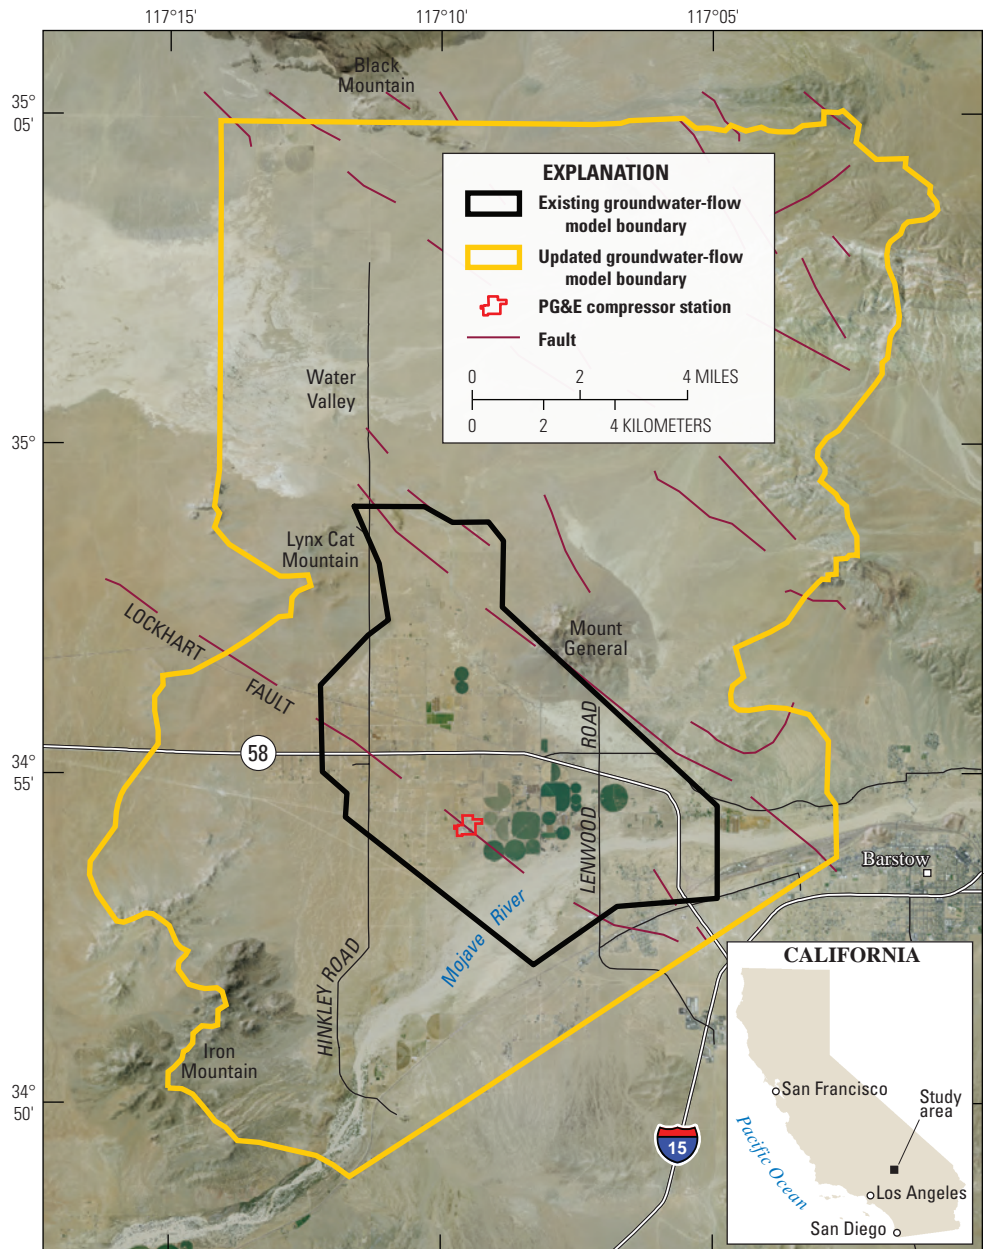 117°15' 117°10' 117°05'
35°
05'
Black
Mountain
EXPLANATION
Existing groundwater-flow
model boundary
Updated groundwater-flow
model boundary
PG&E compressor station
Fault
0 2 4 MILES
0 2 4 KILOMETERS
Water
Valley
35°
Lynx Cat
Mountain
LOCKHART
FAULT
Mount
General
58
34°
55'
LENWOOD ROAD
Barstow
Mojave River
HINKLEY ROAD
Iron
Mountain
34°
50'
15
CALIFORNIA
San Francisco
Study
area
Pacific Ocean
Los Angeles
San Diego